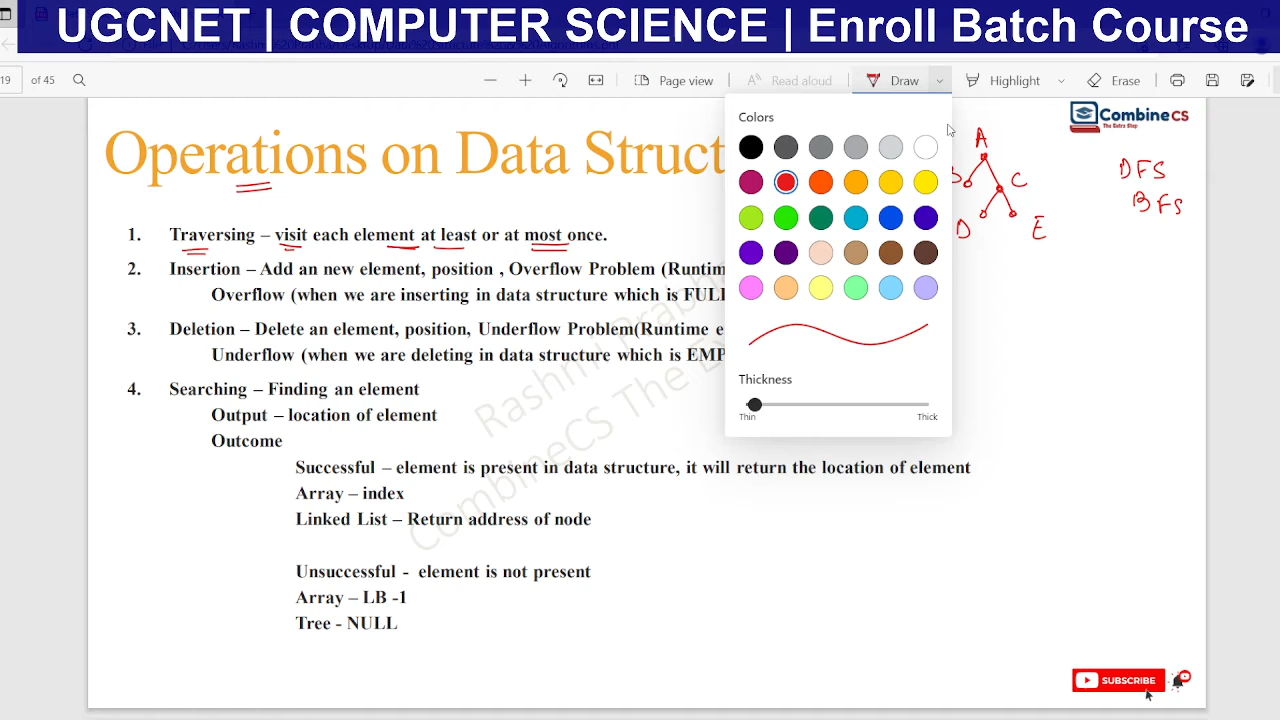 UGCNET | COMPUTER SCIENCE | Enroll Batch Course
19 of 45 Page view Read aloud Draw Highlight Erase
Colors
Thickness
Thin Thick
CombineCS
The Extra Step
Operations on Data Struct
A
B C
D E
DFS
BFS
1. Traversing – visit each element at least or at most once.
2. Insertion – Add an new element, position , Overflow Problem (Runtim
Overflow (when we are inserting in data structure which is FULL
3. Deletion – Delete an element, position, Underflow Problem(Runtime e
Underflow (when we are deleting in data structure which is EMP
4. Searching – Finding an element
Output – location of element
Outcome
Successful – element is present in data structure, it will return the location of element
Array – index
Linked List – Return address of node
Unsuccessful - element is not present
Array – LB -1
Tree - NULL
Rashmi Prabh
CombineCS The Ex
SUBSCRIBE